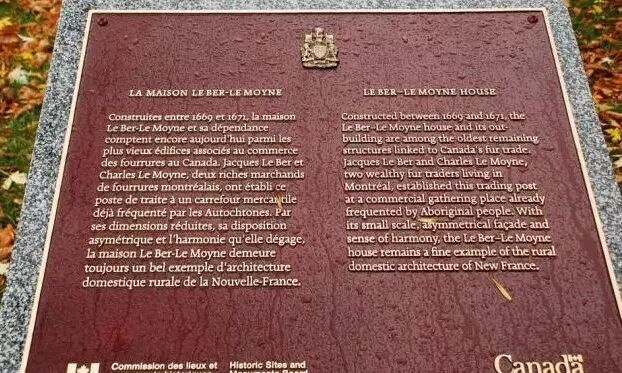 LA MAISON LE BER-LE MOYNE
Construites entre 1669 et 1671, la maison
Le Ber-Le Moyne et sa dépendance
comptent encore aujourd'hui parmi les
plus vieux édifices associés au commerce
des fourrures au Canada. Jacques Le Ber et
Charles Le Moyne, deux riches marchands
de fourrures montréalais, ont établi ce
poste de traite à un carrefour mercantile
déjà fréquenté par les Autochtones. Par
ses dimensions réduites, sa disposition
asymétrique et l'harmonie qu'elle dégage,
la maison Le Ber-Le Moyne demeure
toujours un bel exemple d'architecture
domestique rurale de la Nouvelle-France.
LE BER–LE MOYNE HOUSE
Constructed between 1669 and 1671, the
Le Ber–Le Moyne house and its out-
building are among the oldest remaining
structures linked to Canada's fur trade.
Jacques Le Ber and Charles Le Moyne,
two wealthy fur traders living in
Montréal, established this trading post
at a commercial gathering place already
frequented by Aboriginal people. With
its small scale, asymmetrical façade and
sense of harmony, the Le Ber–Le Moyne
house remains a fine example of the rural
domestic architecture of New France.
Commission des lieux et
Historic Sites and
Monuments Board
Canada